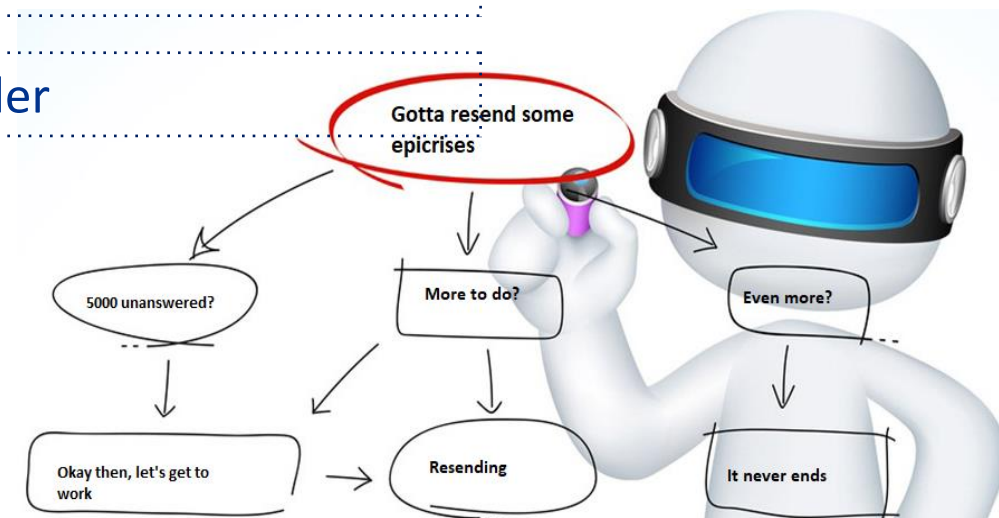 ler
Gotta resend some
epicrises
5000 unanswered?
More to do?
Even more?
Okay then, let's get to
work
Resending
It never ends